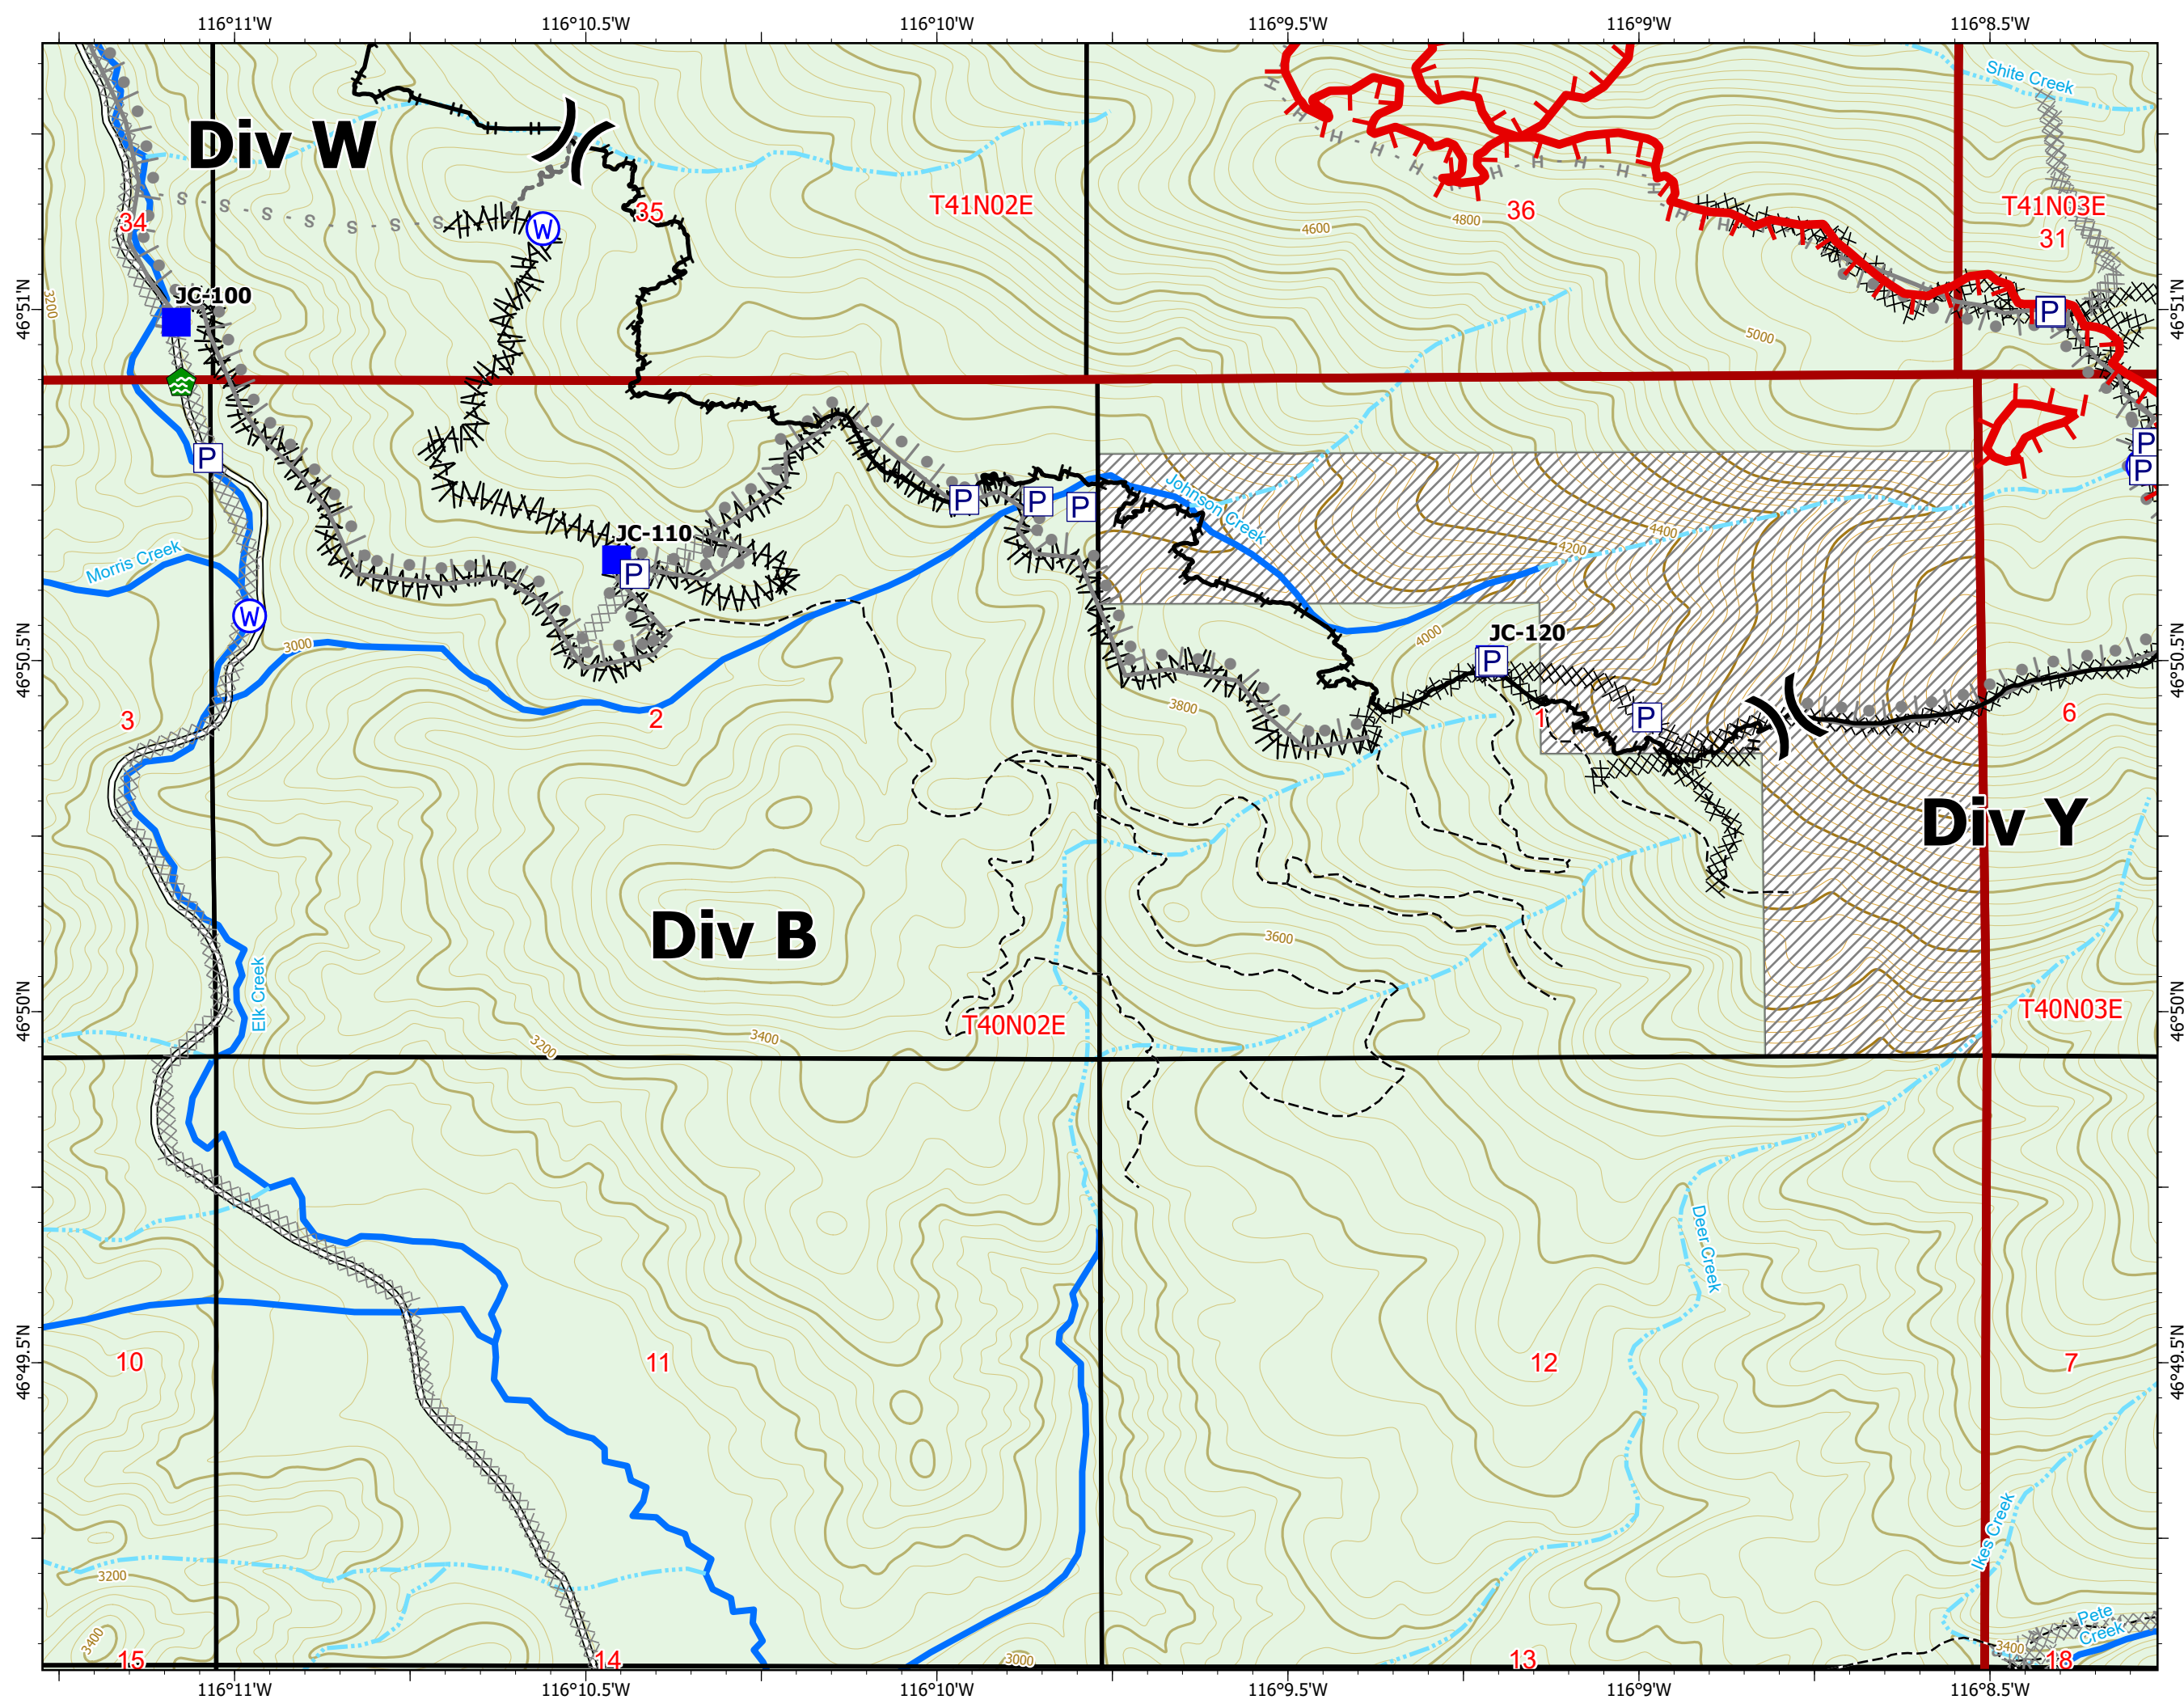 116°11'W
116°10.5'W
116°10'W
116°9.5'W
116°9'W
116°8.5'W
Shite Creek
Div W
S S S S S S S
H H H H H H H H H H
34
35
T41N02E
36
T41N03E
31
4600
4800
5000
3200
46°51'N
46°51'N
JC-100
W
P
P
P
P
Johnson Creek
4400
4200
4000
P
P
P
JC-110
P
Morris Creek
W
3000
46°50.5'N
46°50.5'N
JC-120
P
P
3
2
3800
1
6
Div Y
Div B
3600
Elk Creek
T40N02E
T40N03E
46°50'N
46°50'N
3200
3400
Deer Creek
46°49.5'N
46°49.5'N
10
11
12
7
Ikes Creek
3200
3400
Pete
Creek
3400
15
14
3000
13
18
116°11'W
116°10.5'W
116°10'W
116°9.5'W
116°9'W
116°8.5'W